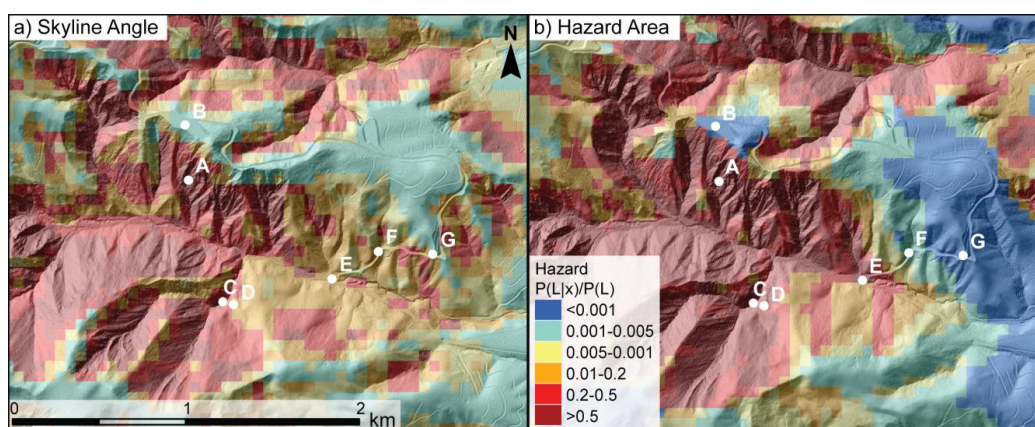 a) Skyline Angle
N
B
A
C
D
E
F
G
0
1
2
km
b) Hazard Area
B
A
C
D
E
F
G
Hazard
P(L|x)/P(L)
<0.001
0.001-0.005
0.005-0.001
0.01-0.2
0.2-0.5
>0.5